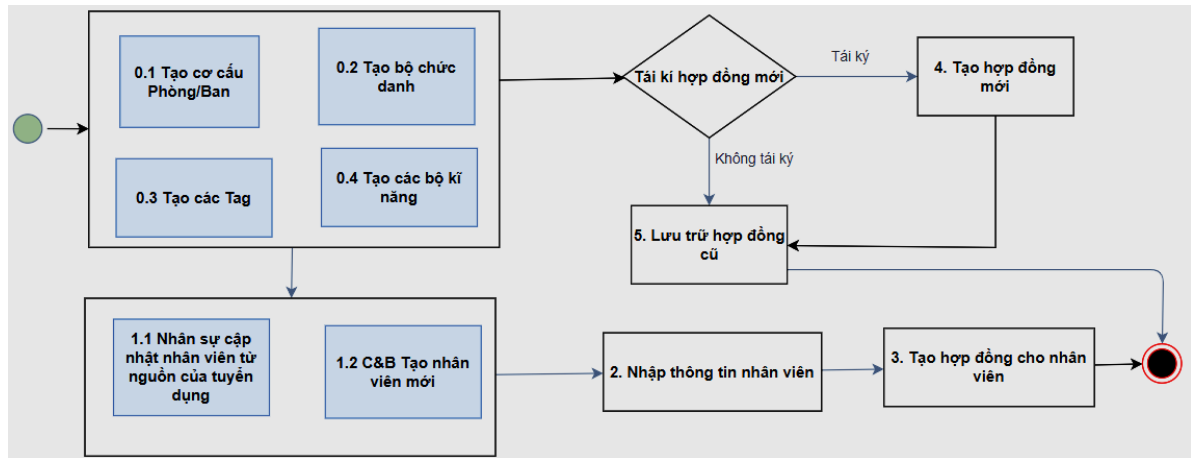 0.1 Tạo cơ cấu
Phòng/Ban
0.2 Tạo bộ chức
danh
0.3 Tạo các Tag
0.4 Tạo các bộ kĩ
năng
Tái kí hợp đồng mới
Tái ký
4. Tạo hợp đồng
mới
Không tái ký
5. Lưu trữ hợp đồng
cũ
1.1 Nhân sự cập
nhật nhân viên từ
nguồn của tuyển
dụng
1.2 C&B Tạo nhân
viên mới
2. Nhập thông tin nhân viên
3. Tạo hợp đồng cho nhân
viên